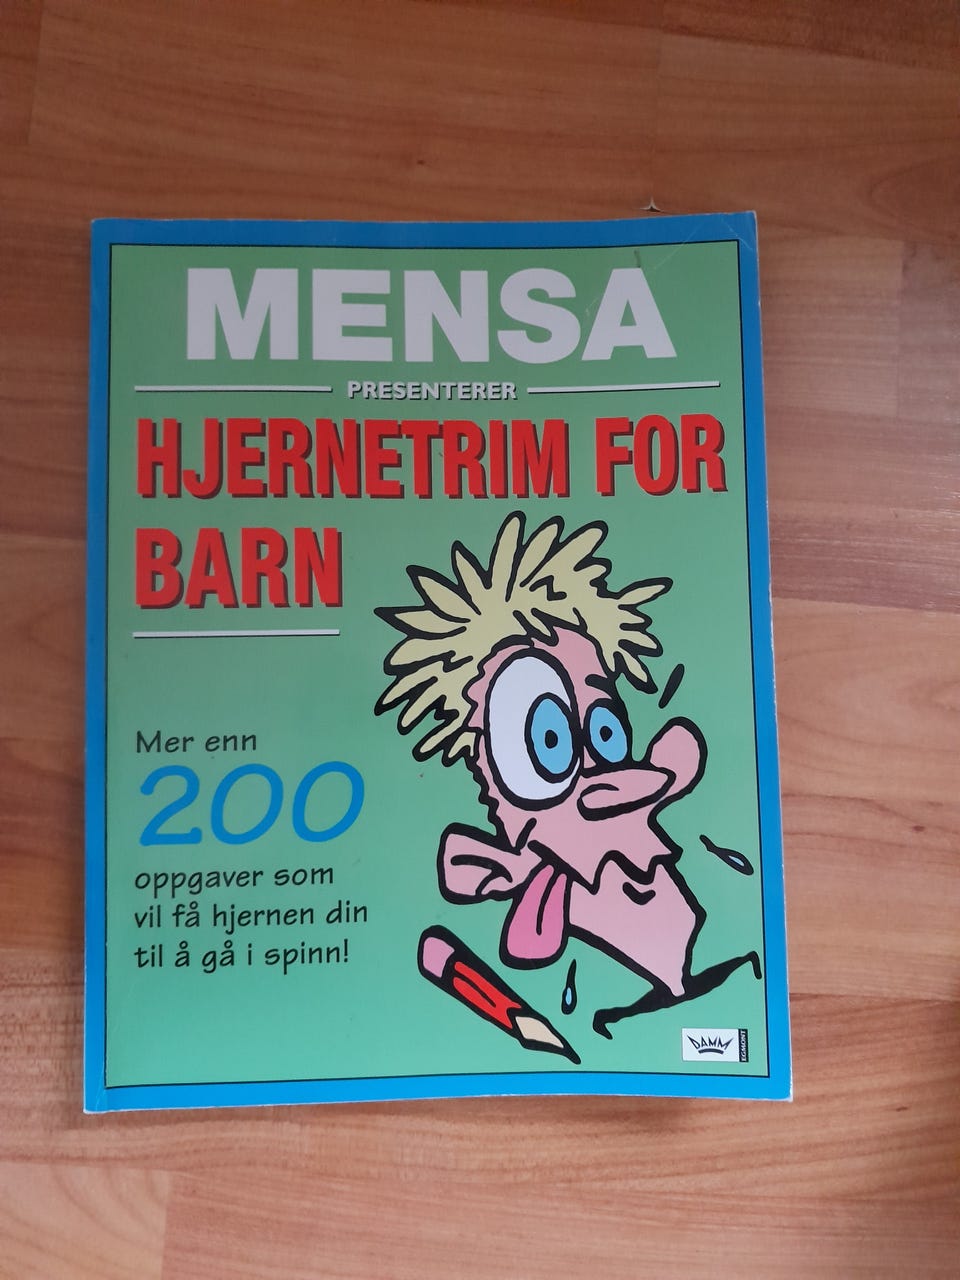 MENSA
PRESENTERER
HJERNETRIM FOR
BARN
Mer enn
200
oppgaver som
vil få hjernen din
til å gå i spinn!
DAMM
EGMONT